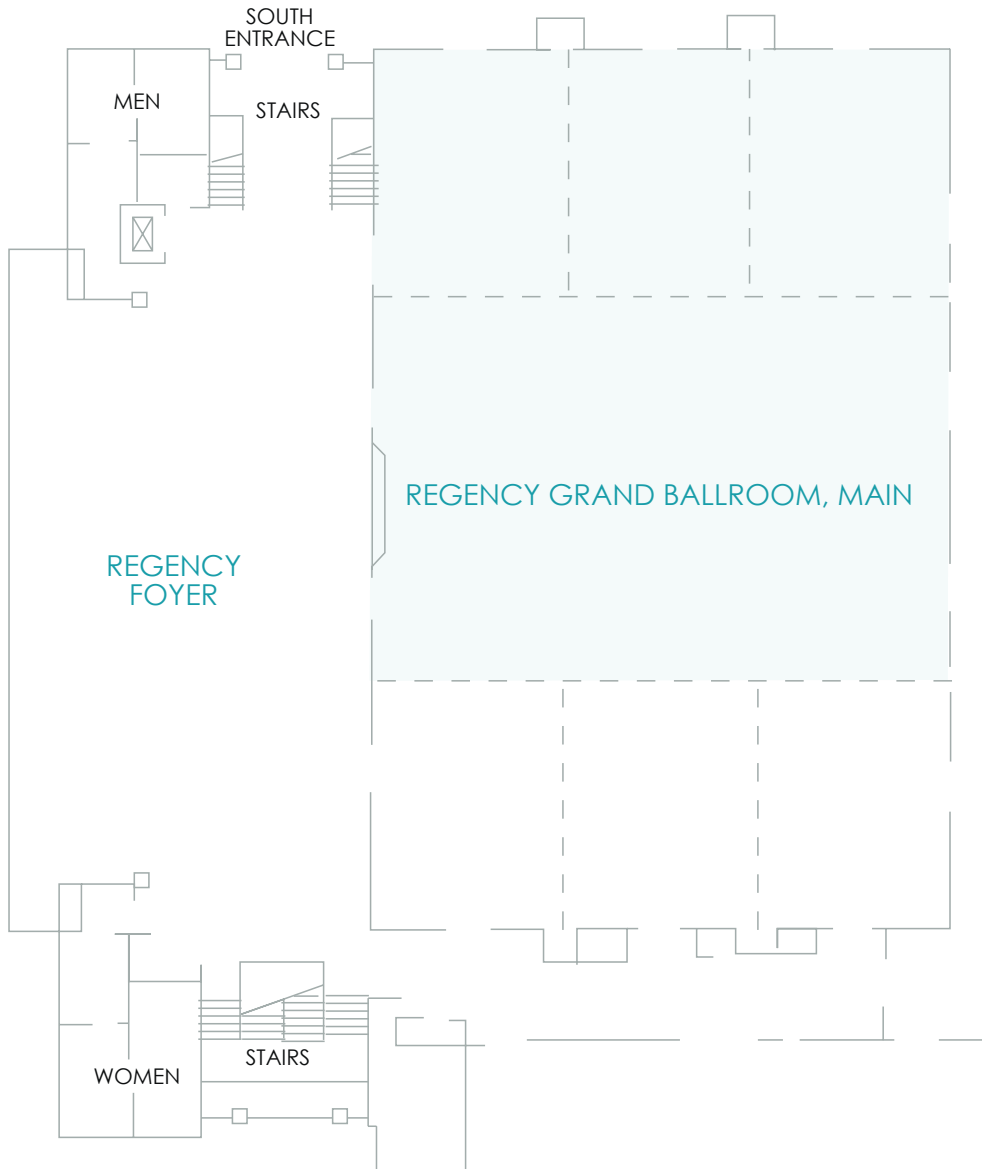 SOUTH
ENTRANCE
MEN
STAIRS
REGENCY GRAND BALLROOM, MAIN
REGENCY
FOYER
STAIRS
WOMEN